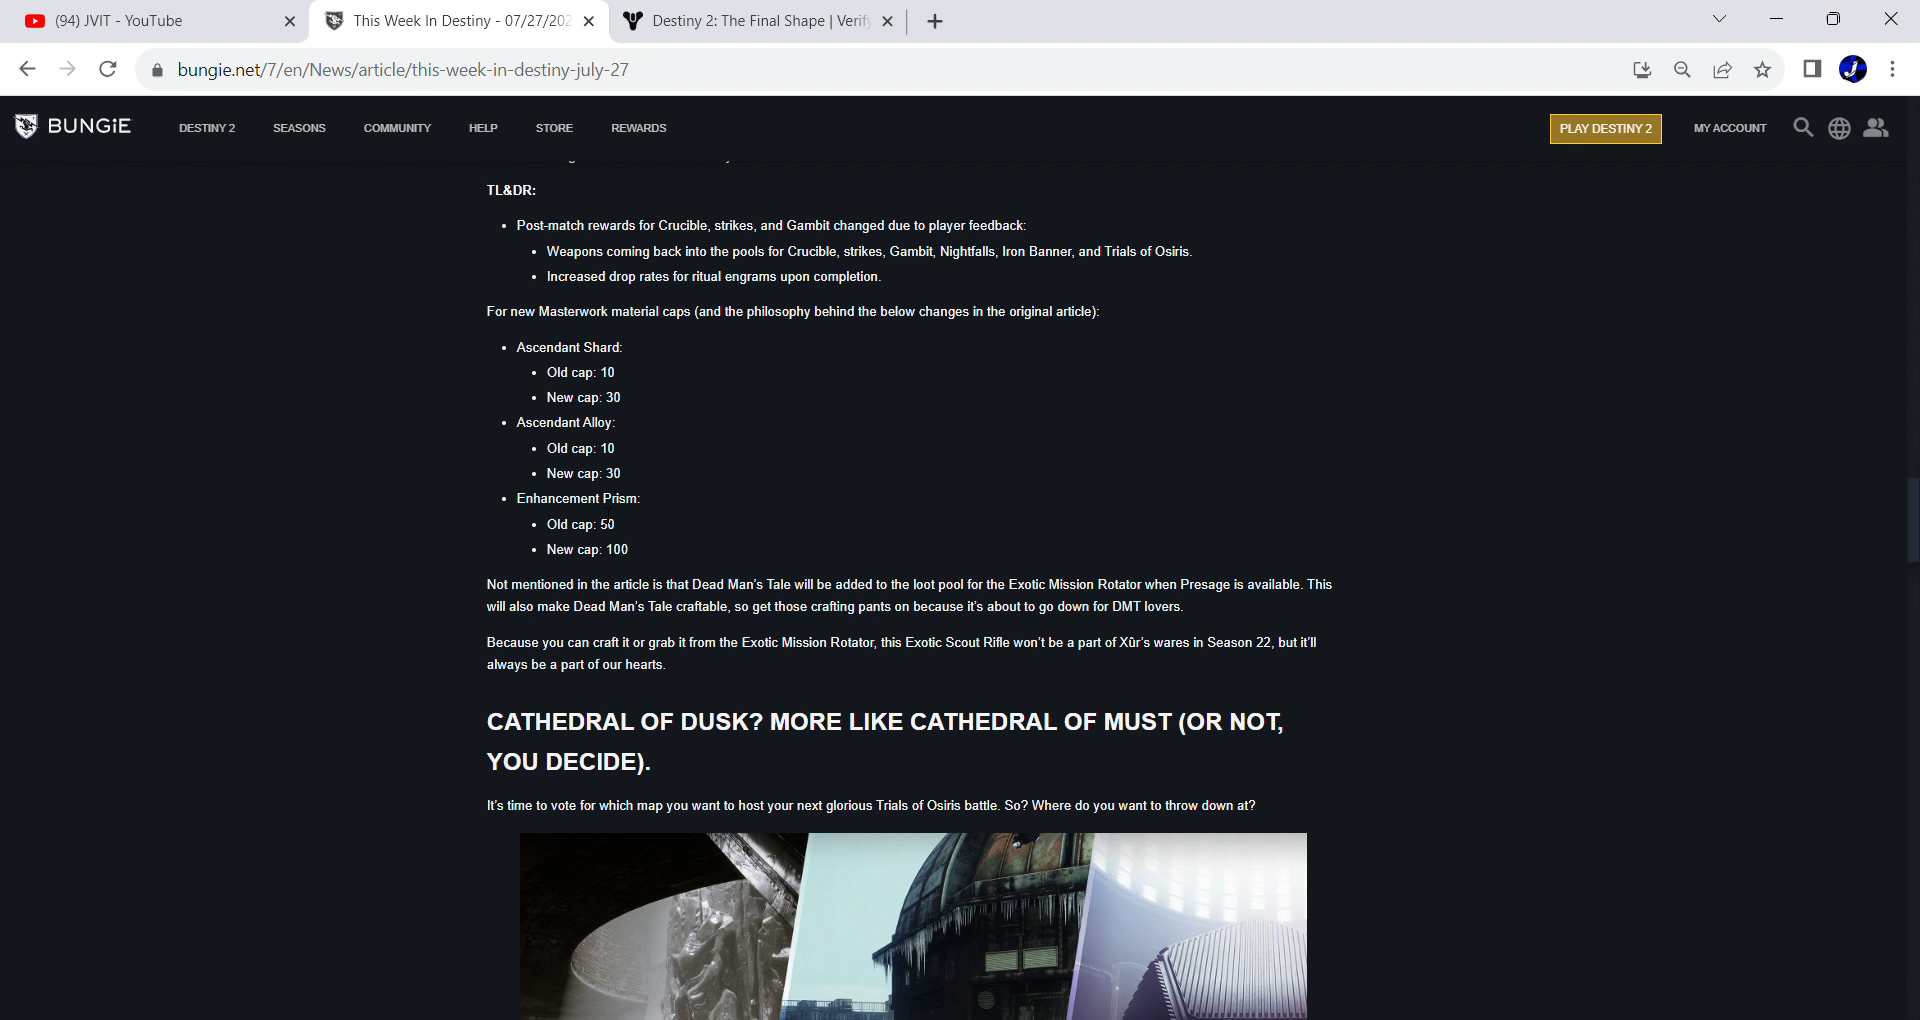 (94) JVIT - YouTube
This Week In Destiny - 07/27/202
Destiny 2: The Final Shape | Verif
bungie.net/7/en/News/article/this-week-in-destiny-july-27
BUNGiE
DESTINY 2
SEASONS
COMMUNITY
HELP
STORE
REWARDS
PLAY DESTINY 2
MY ACCOUNT
TL&DR:
• Post-match rewards for Crucible, strikes, and Gambit changed due to player feedback:
• Weapons coming back into the pools for Crucible, strikes, Gambit, Nightfalls, Iron Banner, and Trials of Osiris.
• Increased drop rates for ritual engrams upon completion.
For new Masterwork material caps (and the philosophy behind the below changes in the original article):
• Ascendant Shard:
• Old cap: 10
• New cap: 30
• Ascendant Alloy:
• Old cap: 10
• New cap: 30
• Enhancement Prism:
• Old cap: 50
• New cap: 100
Not mentioned in the article is that Dead Man's Tale will be added to the loot pool for the Exotic Mission Rotator when Presage is available. This
will also make Dead Man's Tale craftable, so get those crafting pants on because it's about to go down for DMT lovers.
Because you can craft it or grab it from the Exotic Mission Rotator, this Exotic Scout Rifle won't be a part of Xûr's wares in Season 22, but it'll
always be a part of our hearts.
CATHEDRAL OF DUSK? MORE LIKE CATHEDRAL OF MUST (OR NOT,
YOU DECIDE).
It's time to vote for which map you want to host your next glorious Trials of Osiris battle. So? Where do you want to throw down at?